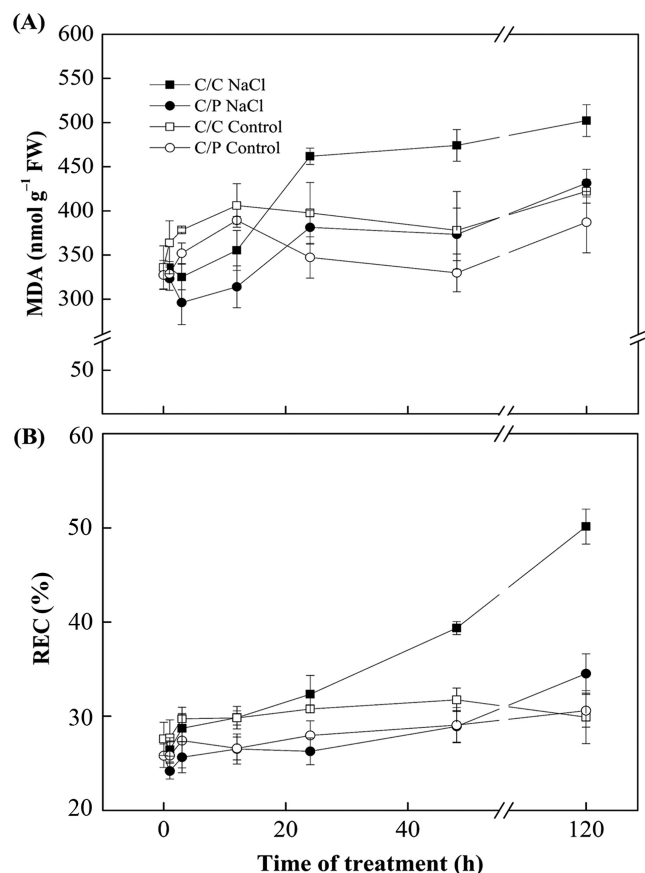 (A)
600
550
500
450
400
350
300
50
MDA (nmol g⁻¹ FW)
C/C NaCl
C/P NaCl
C/C Control
C/P Control
(B)
60
50
40
30
20
REC (%)
0 20 40 120
Time of treatment (h)